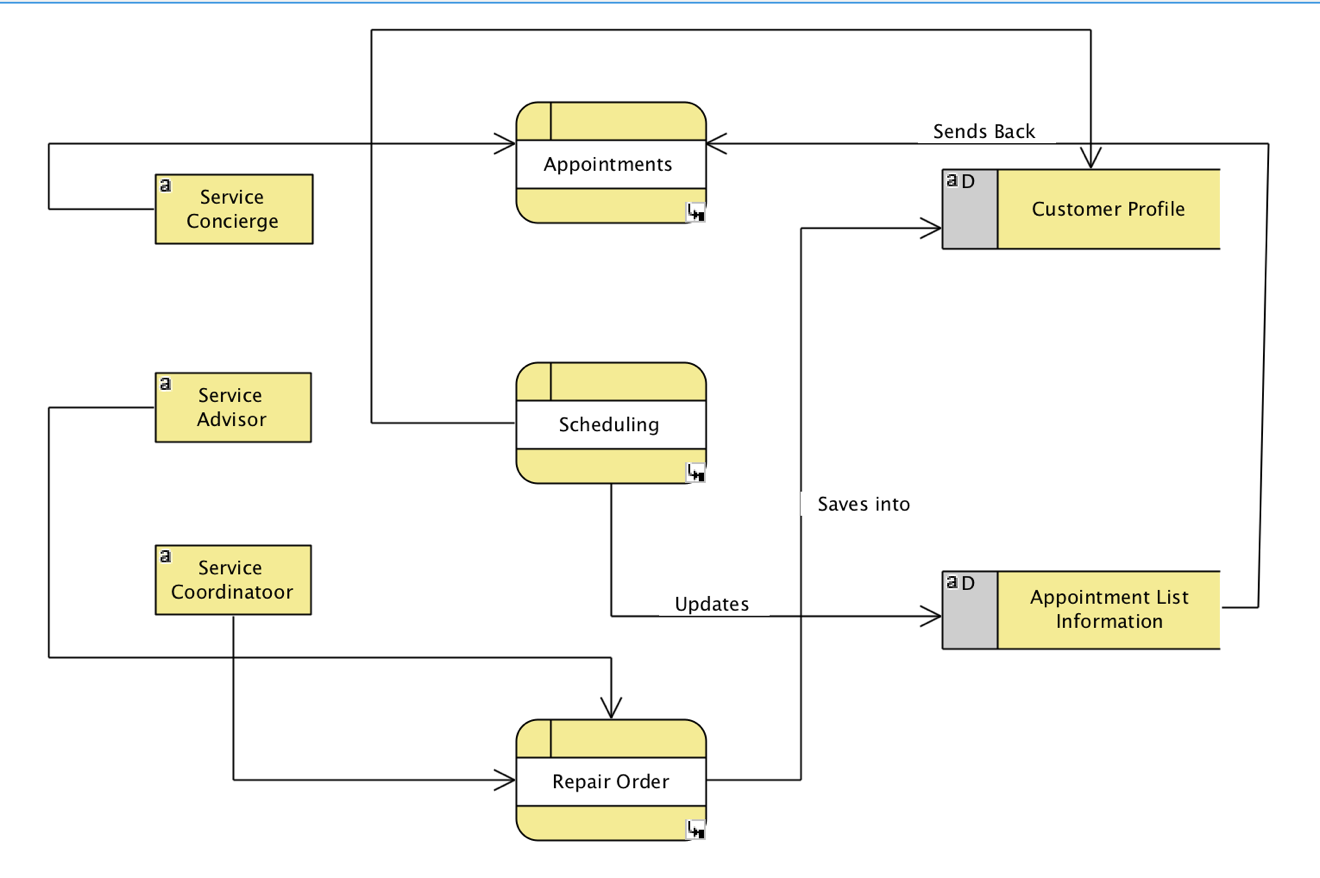 Sends Back
Appointments
a
Service
Concierge
a D
Customer Profile
a
Service
Advisor
Scheduling
Saves into
a
Service
Coordinatoor
Updates
a D
Appointment List
Information
Repair Order